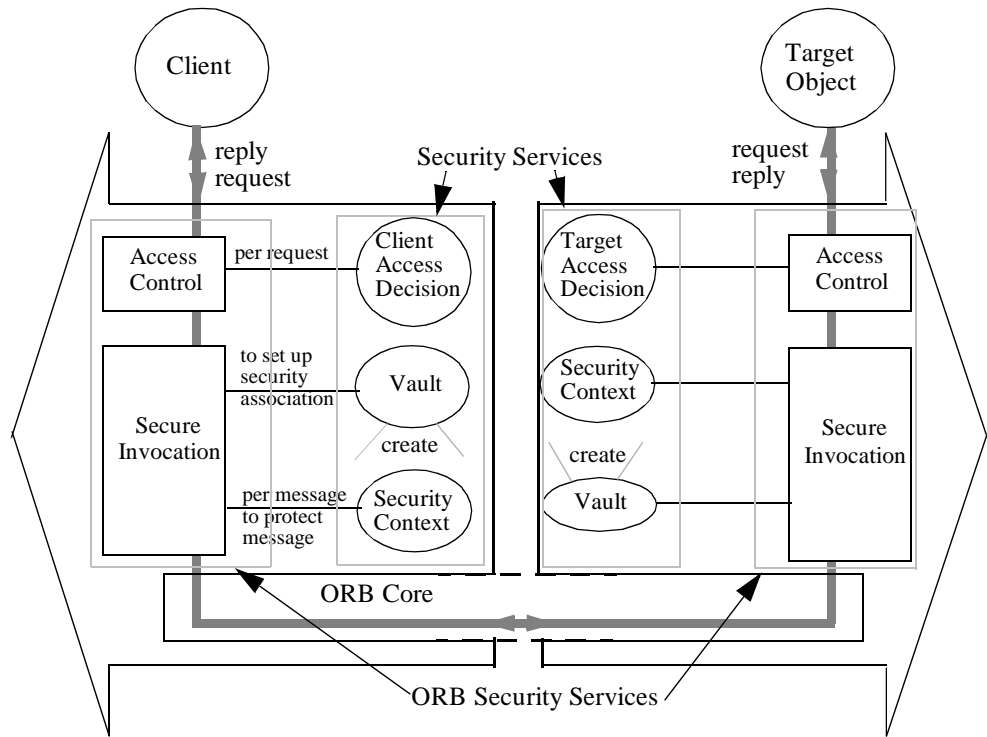 Client
Target
Object
reply
request
Security Services
request
reply
Access
Control
per request
Client
Access
Decision
Target
Access
Decision
Access
Control
to set up
security
association
Vault
Security
Context
Secure
Invocation
create
create
Secure
Invocation
per message
to protect
message
Security
Context
Vault
ORB Core
ORB Security Services